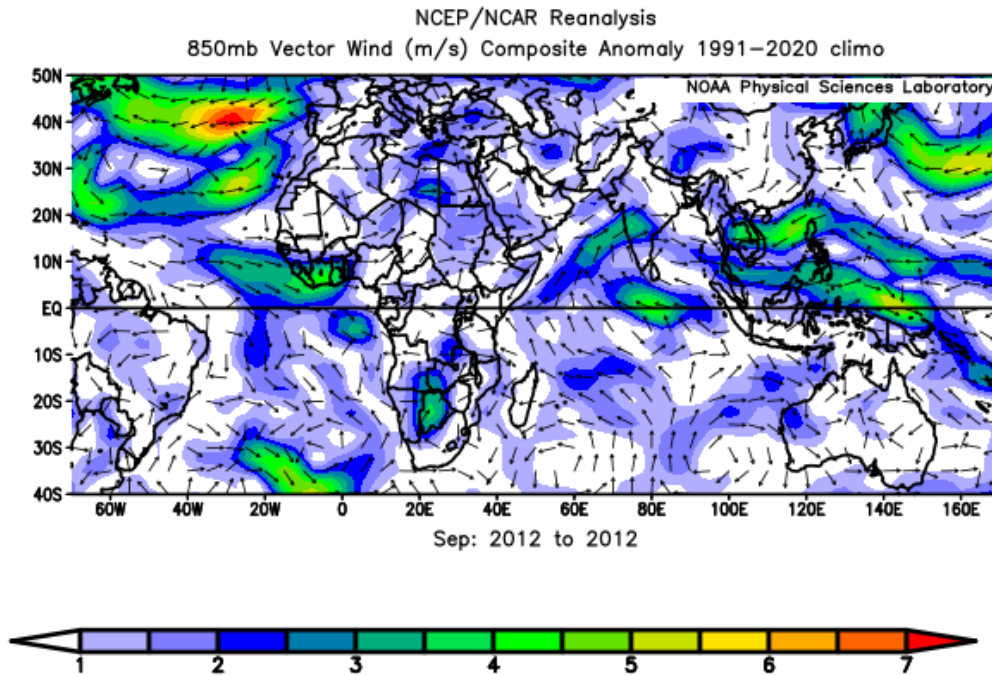 NCEP/NCAR Reanalysis
850mb Vector Wind (m/s) Composite Anomaly 1991−2020 climo
NOAA Physical Sciences Laboratory
50N
40N
30N
20N
10N
EQ
10S
20S
30S
40S
60W 40W 20W 0 20E 40E 60E 80E 100E 120E 140E 160E
Sep: 2012 to 2012
1 2 3 4 5 6 7